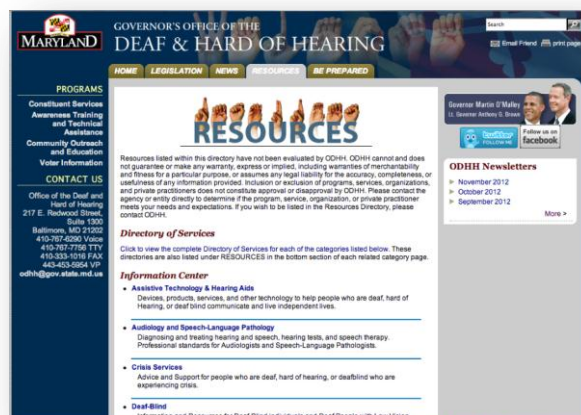 MARYLAND
GOVERNOR'S OFFICE OF THE
DEAF & HARD OF HEARING
Search
Email Friend print page
HOME LEGISLATION NEWS RESOURCES BE PREPARED
PROGRAMS
Constituent Services
Awareness Training
and Technical
Assistance
Community Outreach
and Education
Voter Information
CONTACT US
Office of the Deaf and
Hard of Hearing
217 E. Redwood Street,
Suite 1300
Baltimore, MD 21202
410-767-6290 Voice
410-767-7756 TTY
410-333-1016 FAX
443-453-5954 VP
odhh@gov.state.md.us
RESOURCES
Resources listed within this directory have not been evaluated by ODHH. ODHH cannot and does
not guarantee or make any warranty, express or implied, including warranties of merchantability
and fitness for a particular purpose, or assumes any legal liability for the accuracy, completeness, or
usefulness of any information provided. Inclusion or exclusion of programs, services, organizations,
and private practitioners does not constitute approval or disapproval by ODHH. Please contact the
agency or entity directly to determine if the program, service, organization, or private practitioner
meets your needs and expectations. If you wish to be listed in the Resources Directory, please
contact ODHH.
Directory of Services
Click to view the complete Directory of Services for each of the categories listed below. These
directories are also listed under RESOURCES in the bottom section of each related category page.
Information Center
Assistive Technology & Hearing Aids
Devices, products, services, and other technology to help people who are deaf, hard of
Hearing, or deaf blind communicate and live independent lives.
Audiology and Speech-Language Pathology
Diagnosing and treating hearing and speech, hearing tests, and speech therapy.
Professional standards for Audiologists and Speech-Language Pathologists.
Crisis Services
Advice and Support for people who are deaf, hard of hearing, or deafblind who are
experiencing crisis.
Deaf-Blind
Governor Martin O'Malley
Lt. Governor Anthony G. Brown
twitter
FOLLOW ME
Follow us on
facebook
ODHH Newsletters
November 2012
October 2012
September 2012
More >